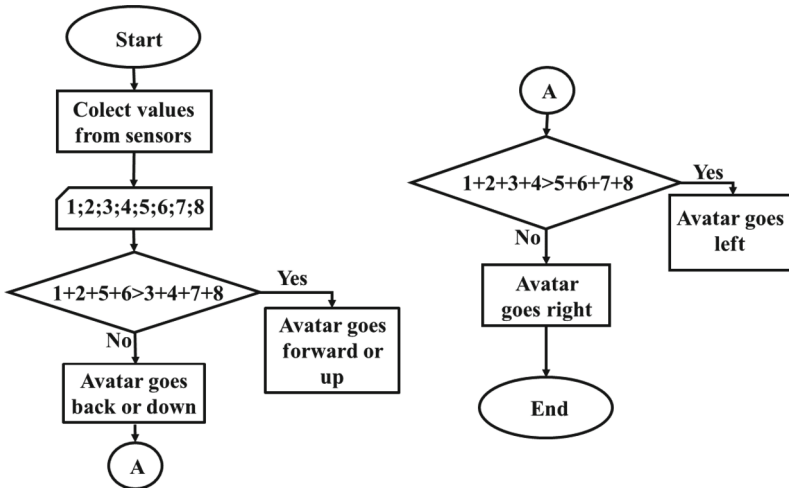 Start
Colect values
from sensors
1;2;3;4;5;6;7;8
1+2+5+6>3+4+7+8
Yes
Avatar goes
forward or
up
No
Avatar goes
back or down
A
A
1+2+3+4>5+6+7+8
Yes
Avatar goes
left
No
Avatar
goes right
End